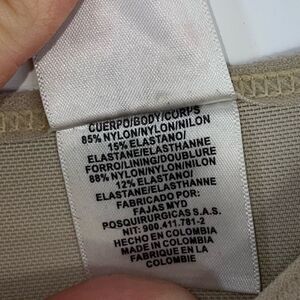 CUERPO/BODY/CORPS
85% NYLON/NYLON/NILON
15% ELASTANO/
ELASTANE/ELASTHANNE
FORRO/LINING/DOUBLURE
88% NYLON/NYLON/NILON
12% ELASTANO/
ELASTANE/ELASTHANNE
FABRICADO POR:
FAJAS MYD
POSQUIRURGICAS S.A.S.
NIT: 900.411.781-2
HECHO EN COLOMBIA
MADE IN COLOMBIA
FABRIQUE EN LA
COLOMBIE